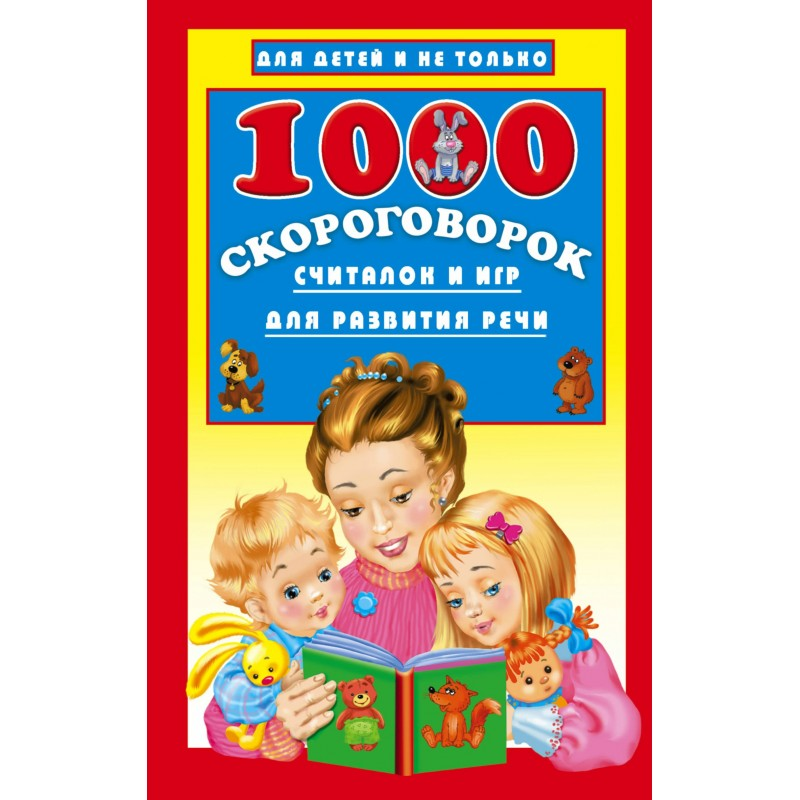 ДЛЯ ДЕТЕЙ И НЕ ТОЛЬКО
1000
СКОРОГОВОРОК
СЧИТАЛОК И ИГР
ДЛЯ РАЗВИТИЯ РЕЧИ